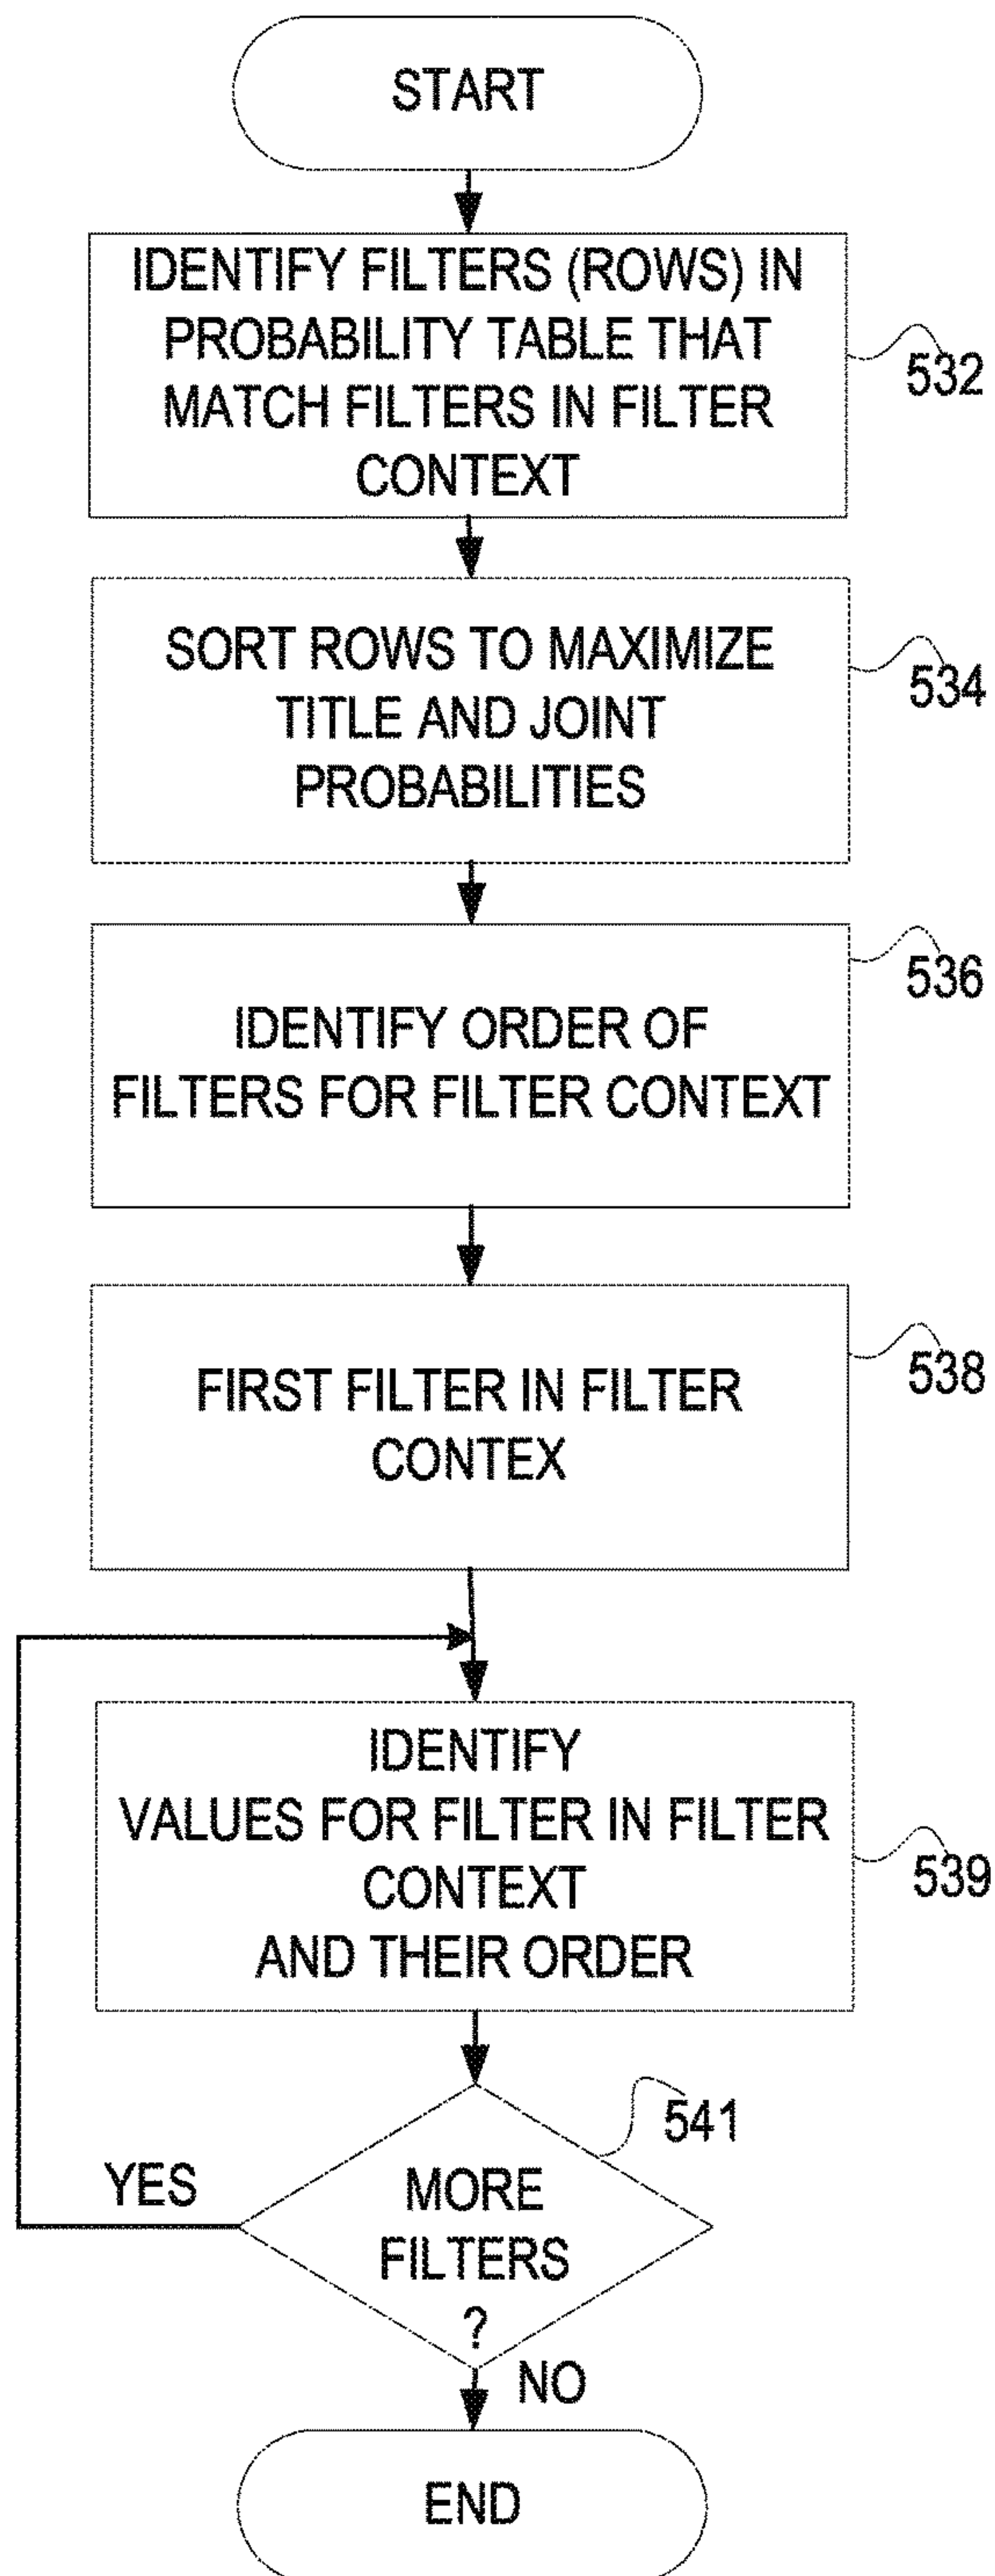 START
IDENTIFY FILTERS (ROWS) IN
PROBABILITY TABLE THAT
MATCH FILTERS IN FILTER
CONTEXT
532
SORT ROWS TO MAXIMIZE
TITLE AND JOINT
PROBABILITIES
534
IDENTIFY ORDER OF
FILTERS FOR FILTER CONTEXT
536
FIRST FILTER IN FILTER
CONTEX
538
IDENTIFY
VALUES FOR FILTER IN FILTER
CONTEXT
AND THEIR ORDER
539
541
YES
MORE
FILTERS
?
NO
END